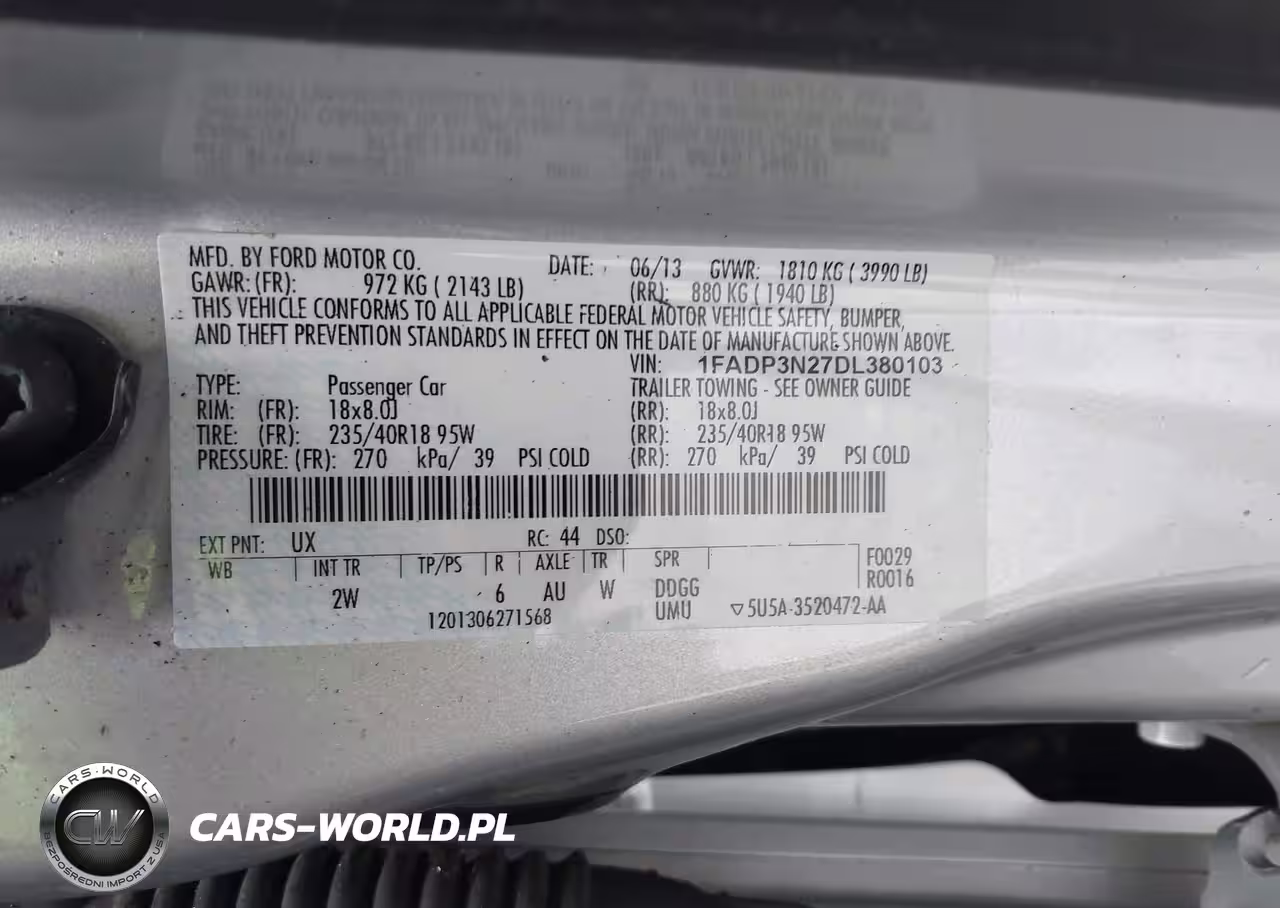 MFD. BY FORD MOTOR CO. DATE: 06/13 GVWR: 1810 KG ( 3990 LB)
GAWR: (FR): 972 KG ( 2143 LB) (RR): 880 KG ( 1940 LB)
THIS VEHICLE CONFORMS TO ALL APPLICABLE FEDERAL MOTOR VEHICLE SAFETY, BUMPER,
AND THEFT PREVENTION STANDARDS IN EFFECT ON THE DATE OF MANUFACTURE SHOWN ABOVE.
VIN: 1FADP3N27DL380103
TYPE: Passenger Car TRAILER TOWING - SEE OWNER GUIDE
RIM: (FR): 18x8.0J (RR): 18x8.0J
TIRE: (FR): 235/40R18 95W (RR): 235/40R18 95W
PRESSURE: (FR): 270 kPa/ 39 PSI COLD (RR): 270 kPa/ 39 PSI COLD
EXT PNT: UX RC: 44 DSO:
WB INT TR TP/PS R AXLE TR SPR F0029
R0016
2W 6 AU W DDGG
1201306271568 UMU ▽5U5A-3520472-AA
CARS-WORLD
CW
BEZPOŚREDNI IMPORT Z USA
CARS-WORLD.PL